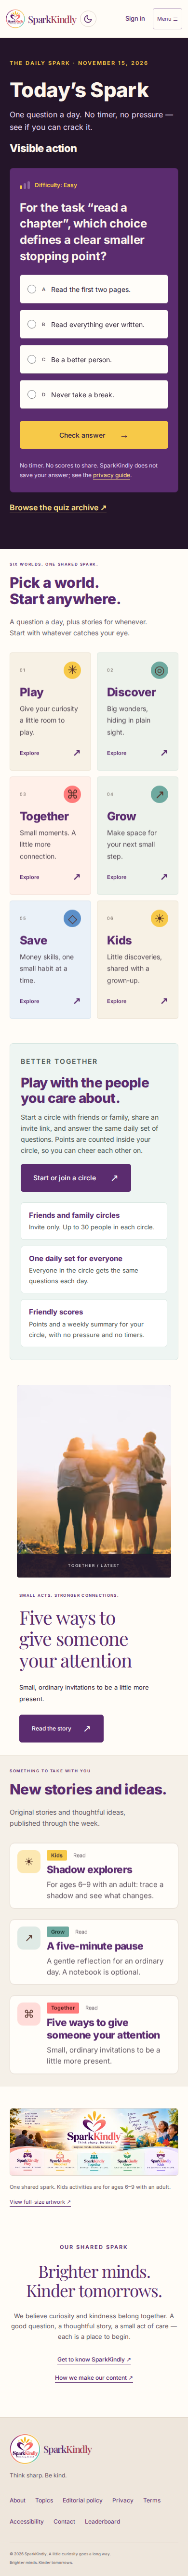 SparkKindly
Sign in
Menu ☰
THE DAILY SPARK · NOVEMBER 15, 2026
Today’s Spark
One question a day. No timer, no pressure —
see if you can crack it.
Visible action
Difficulty: Easy
For the task “read a
chapter”, which choice
defines a clear smaller
stopping point?
A Read the first two pages.
B Read everything ever written.
C Be a better person.
D Never take a break.
Check answer →
No timer. No scores to share. SparkKindly does not
save your answer; see the privacy guide.
Browse the quiz archive ↗
SIX WORLDS. ONE SHARED SPARK.
Pick a world.
Start anywhere.
A question a day, plus stories for whenever.
Start with whatever catches your eye.
01
Play
Give your curiosity
a little room to
play.
Explore ↗
02
Discover
Big wonders,
hiding in plain
sight.
Explore ↗
03
Together
Small moments. A
little more
connection.
Explore ↗
04
Grow
Make space for
your next small
step.
Explore ↗
05
Save
Money skills, one
small habit at a
time.
Explore ↗
06
Kids
Little discoveries,
shared with a
grown-up.
Explore ↗
BETTER TOGETHER
Play with the people
you care about.
Start a circle with friends or family, share an
invite link, and answer the same daily set of
questions. Points are counted inside your
circle, so you can cheer each other on.
Start or join a circle ↗
Friends and family circles
Invite only. Up to 30 people in each circle.
One daily set for everyone
Everyone in the circle gets the same
questions each day.
Friendly scores
Points and a weekly summary for your
circle, with no pressure and no timers.
TOGETHER / LATEST
SMALL ACTS. STRONGER CONNECTIONS.
Five ways to
give someone
your attention
Small, ordinary invitations to be a little more
present.
Read the story ↗
SOMETHING TO TAKE WITH YOU
New stories and ideas.
Original stories and thoughtful ideas,
published through the week.
Kids Read
Shadow explorers
For ages 6–9 with an adult: trace a
shadow and see what changes.
Grow Read
A five-minute pause
A gentle reflection for an ordinary
day. A notebook is optional.
Together Read
Five ways to give
someone your attention
Small, ordinary invitations to be a
little more present.
SparkKindly
One shared spark. Kids activities are for ages 6–9 with an adult.
View full-size artwork ↗
OUR SHARED SPARK
Brighter minds.
Kinder tomorrows.
We believe curiosity and kindness belong together. A
good question, a thoughtful story, a small act of care —
each is a place to begin.
Get to know SparkKindly ↗
How we make our content ↗
SparkKindly
Think sharp. Be kind.
About Topics Editorial policy Privacy Terms
Accessibility Contact Leaderboard
© 2026 SparkKindly. A little curiosity goes a long way.
Brighter minds. Kinder tomorrows.